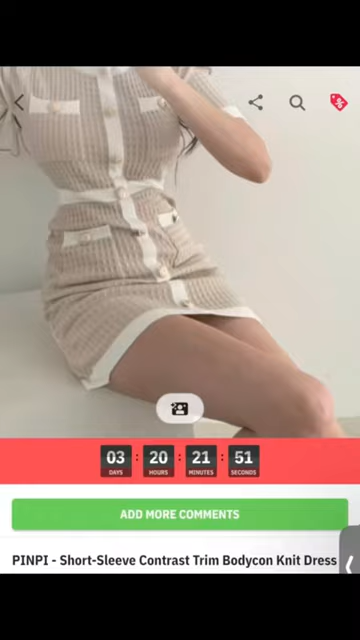 03 : 20 : 21 : 51
DAYS HOURS MINUTES SECONDS
ADD MORE COMMENTS
PINPI - Short-Sleeve Contrast Trim Bodycon Knit Dress